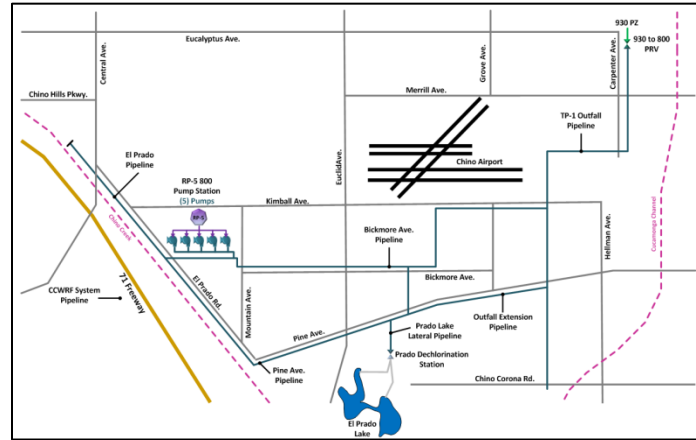 930 PZ
930 to 800
PRV
Eucalyptus Ave.
Central Ave.
Grove Ave.
Carpenter Ave.
Chino Hills Pkwy.
Merrill Ave.
TP-1 Outfall
Pipeline
El Prado
Pipeline
EuclidAve.
Chino Airport
RP-5 800
Pump Station
(5) Pumps
RP-5
Kimball Ave.
Chino Creek
Cucamonga Channel
Hellman Ave.
Bickmore Ave.
Pipeline
Bickmore Ave.
CCWRF System
Pipeline
71 Freeway
El Prado Rd.
Mountain Ave.
Pine Ave.
Outfall Extension
Pipeline
Prado Lake
Lateral Pipeline
Pine Ave.
Pipeline
Prado Dechlorination
Station
Chino Corona Rd.
El Prado
Lake